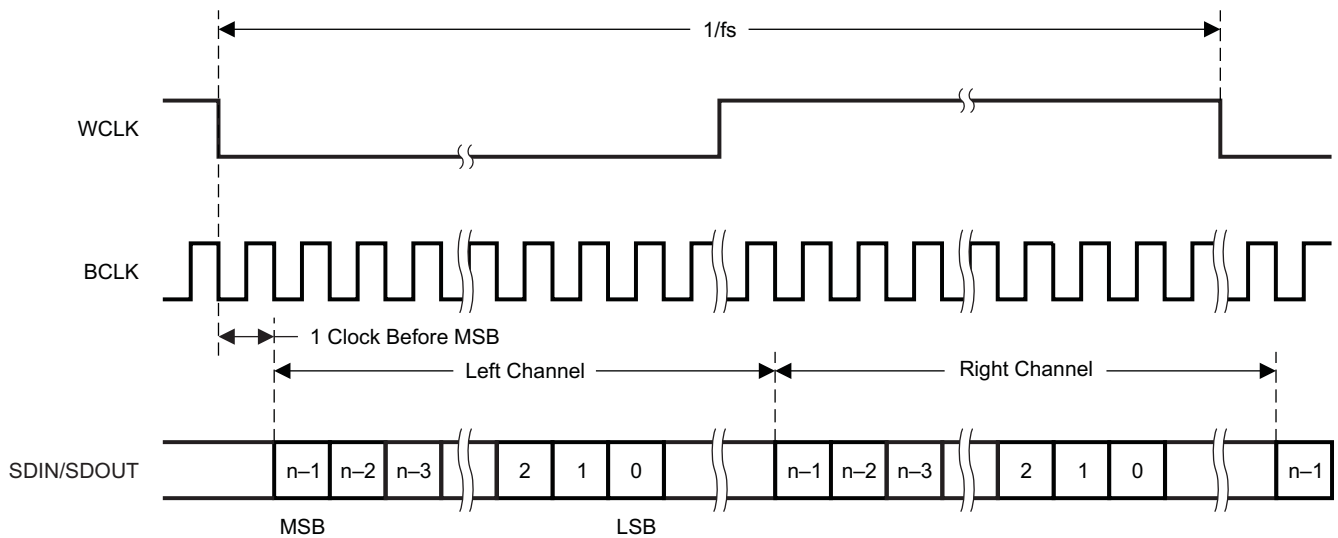 1/fs
WCLK
BCLK
1 Clock Before MSB
Left Channel
Right Channel
SDIN/SDOUT n–1 n–2 n–3 2 1 0 n–1 n–2 n–3 2 1 0 n–1
MSB LSB